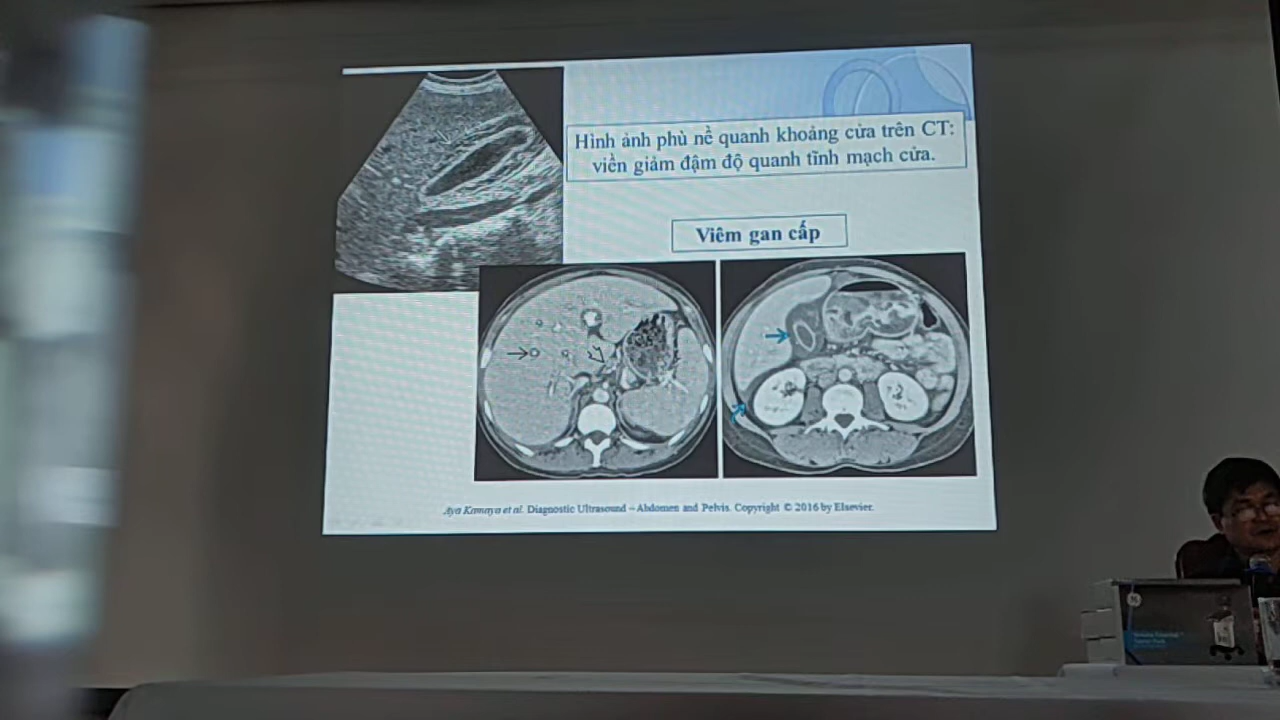 Hình ảnh phù nề quanh khoảng cửa trên CT:
viền giảm đậm độ quanh tĩnh mạch cửa.
Viêm gan cấp
Aya Kamaya et al. Diagnostic Ultrasound – Abdomen and Pelvis. Copyright © 2016 by Elsevier.